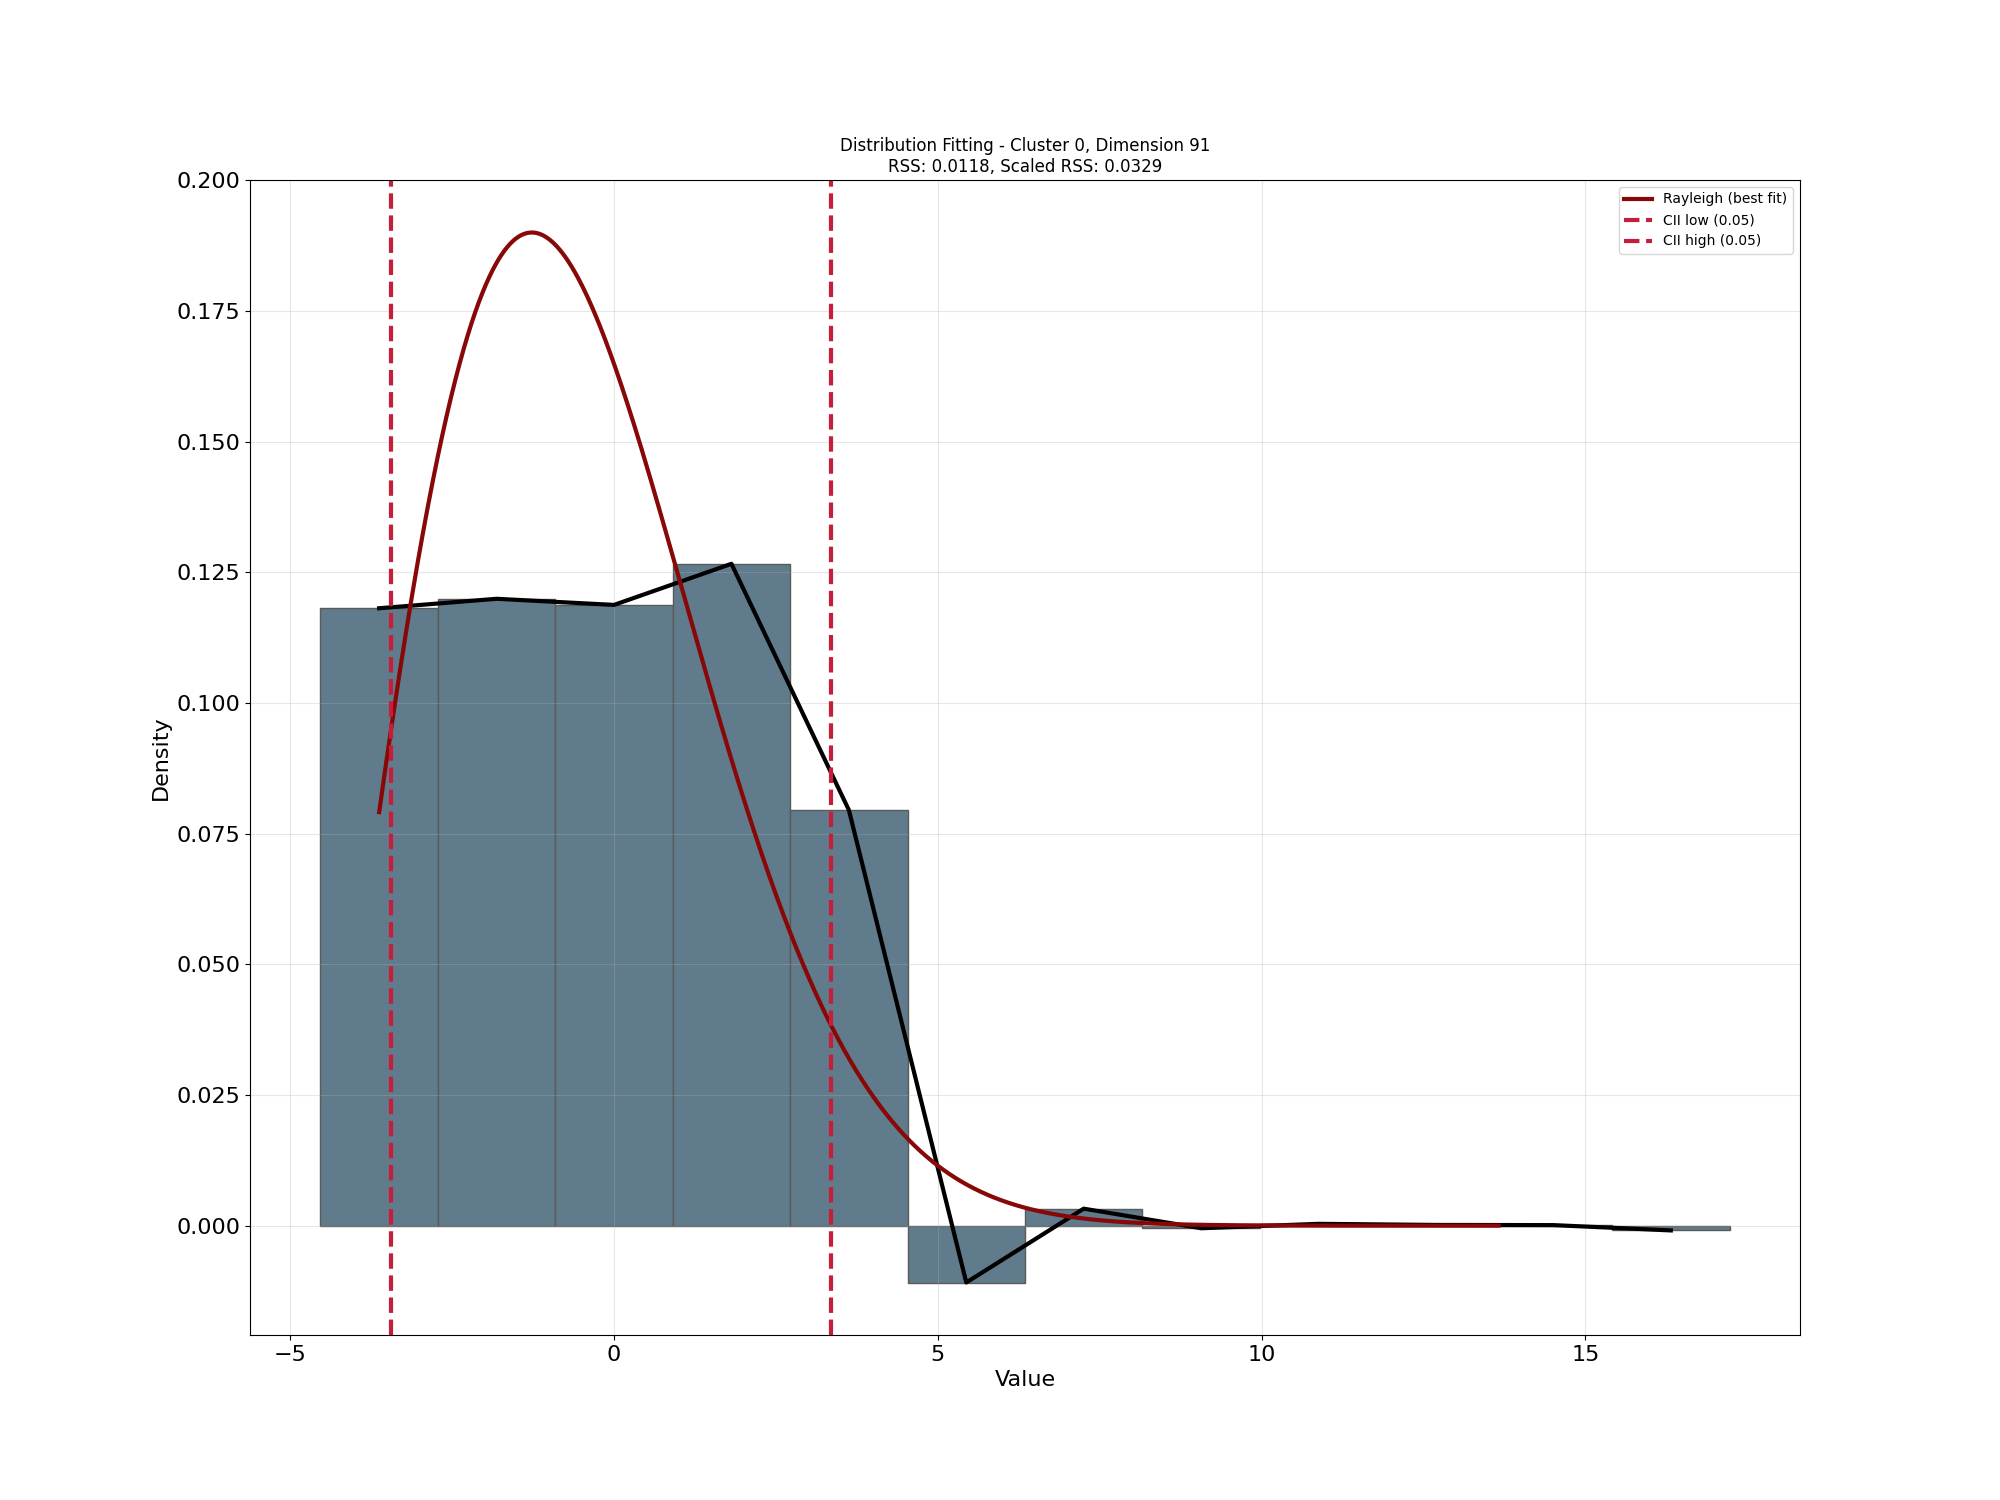 Distribution Fitting - Cluster 0, Dimension 91
RSS: 0.0118, Scaled RSS: 0.0329
Rayleigh (best fit)
CII low (0.05)
CII high (0.05)
0.200
0.175
0.150
0.125
0.100
0.075
0.050
0.025
0.000
Density
−5
0
5
10
15
Value